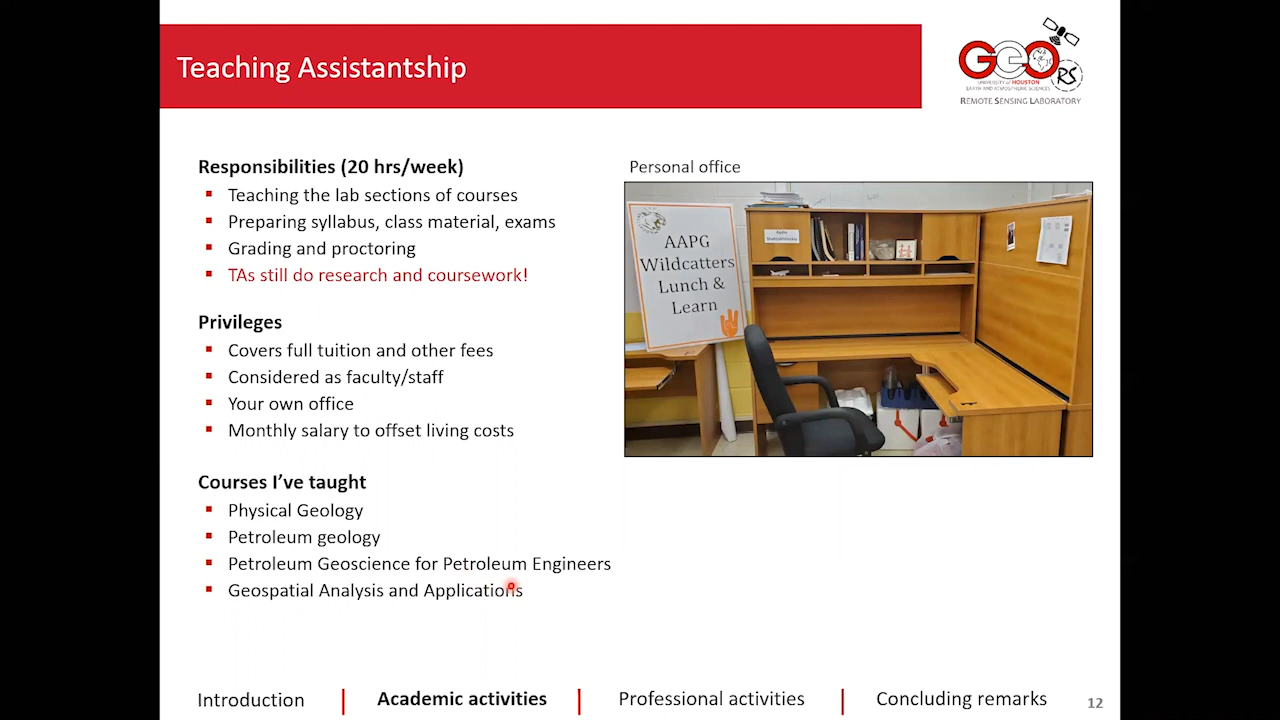 Teaching Assistantship
GEO RS
UNIVERSITY of HOUSTON
EARTH AND ATMOSPHERIC SCIENCES
REMOTE SENSING LABORATORY
Responsibilities (20 hrs/week)
Teaching the lab sections of courses
Preparing syllabus, class material, exams
Grading and proctoring
TAs still do research and coursework!
Privileges
Covers full tuition and other fees
Considered as faculty/staff
Your own office
Monthly salary to offset living costs
Courses I’ve taught
Physical Geology
Petroleum geology
Petroleum Geoscience for Petroleum Engineers
Geospatial Analysis and Applications
Personal office
AAPG
Wildcatters
Lunch &
Learn
Introduction | Academic activities | Professional activities | Concluding remarks 12